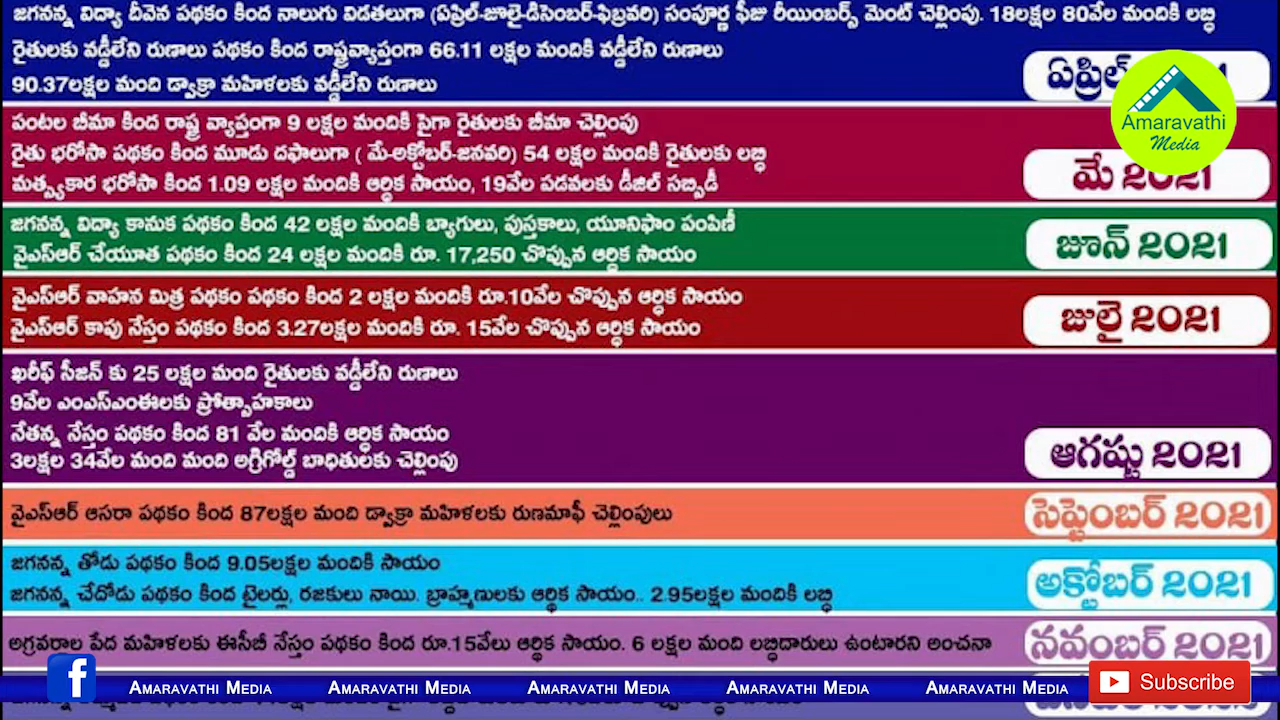 జగనన్న విద్యా దీవెన పథకం కింద నాలుగు విడతలుగా (ఏప్రిల్-జూలై-డిసెంబర్-ఫిబ్రవరి) సంపూర్ణ ఫీజు రీయింబర్స్ మెంట్ చెల్లింపు. 18లక్షల 80వేల మందికి లబ్ధి
రైతులకు వడ్డీలేని రుణాలు పథకం కింద రాష్ట్రవ్యాప్తంగా 66.11 లక్షల మందికి వడ్డీలేని రుణాలు
90.37లక్షల మంది డ్వాక్రా మహిళలకు వడ్డీలేని రుణాలు
ఏప్రిల్
Amaravathi
Media
పంటల బీమా కింద రాష్ట్ర వ్యాప్తంగా 9 లక్షల మందికి పైగా రైతులకు బీమా చెల్లింపు
రైతు భరోసా పథకం కింద మూడు దఫాలుగా ( మే-అక్టోబర్-జనవరి) 54 లక్షల మందికి రైతులకు లబ్ధి
మత్స్యకార భరోసా కింద 1.09 లక్షల మందికి ఆర్ధిక సాయం, 19వేల పడవలకు డీజిల్ సబ్సిడీ
మే 2021
జగనన్న విద్యా కానుక పథకం కింద 42 లక్షల మందికి బ్యాగులు, పుస్తకాలు, యూనిఫాం పంపిణీ
వైఎస్ఆర్ చేయూత పథకం కింద 24 లక్షల మందికి రూ. 17,250 చొప్పున ఆర్ధిక సాయం
జూన్ 2021
వైఎస్ఆర్ వాహన మిత్ర పథకం పథకం కింద 2 లక్షల మందికి రూ.10వేల చొప్పున ఆర్ధిక సాయం
వైఎస్ఆర్ కాపు నేస్తం పథకం కింద 3.27లక్షల మందికి రూ. 15వేల చొప్పున ఆర్ధిక సాయం
జులై 2021
ఖరీఫ్ సీజన్ కు 25 లక్షల మంది రైతులకు వడ్డీలేని రుణాలు
9వేల ఎంఎస్ఎంఈలకు ప్రోత్సాహకాలు
నేతన్న నేస్తం పథకం కింద 81 వేల మందికి ఆర్ధిక సాయం
3లక్షల 34వేల మంది మంది అగ్రిగోల్డ్ బాధితులకు చెల్లింపు
ఆగష్టు 2021
వైఎస్ఆర్ ఆసరా పథకం కింద 87లక్షల మంది డ్వాక్రా మహిళలకు రుణమాఫీ చెల్లింపులు
సెప్టెంబర్ 2021
జగనన్న తోడు పథకం కింద 9.05లక్షల మందికి సాయం
జగనన్న చేదోడు పథకం కింద టైలర్లు, రజకులు నాయి. బ్రాహ్మణులకు ఆర్థిక సాయం.. 2.95లక్షల మందికి లబ్ధి
అక్టోబర్ 2021
అగ్రవరాల పేద మహిళలకు ఈసీబీ నేస్తం పథకం కింద రూ.15వేలు ఆర్థిక సాయం. 6 లక్షల మంది లబ్ధిదారులు ఉంటారని అంచనా
నవంబర్ 2021
AMARAVATHI MEDIA AMARAVATHI MEDIA AMARAVATHI MEDIA AMARAVATHI MEDIA AMARAVATHI MEDIA
Subscribe